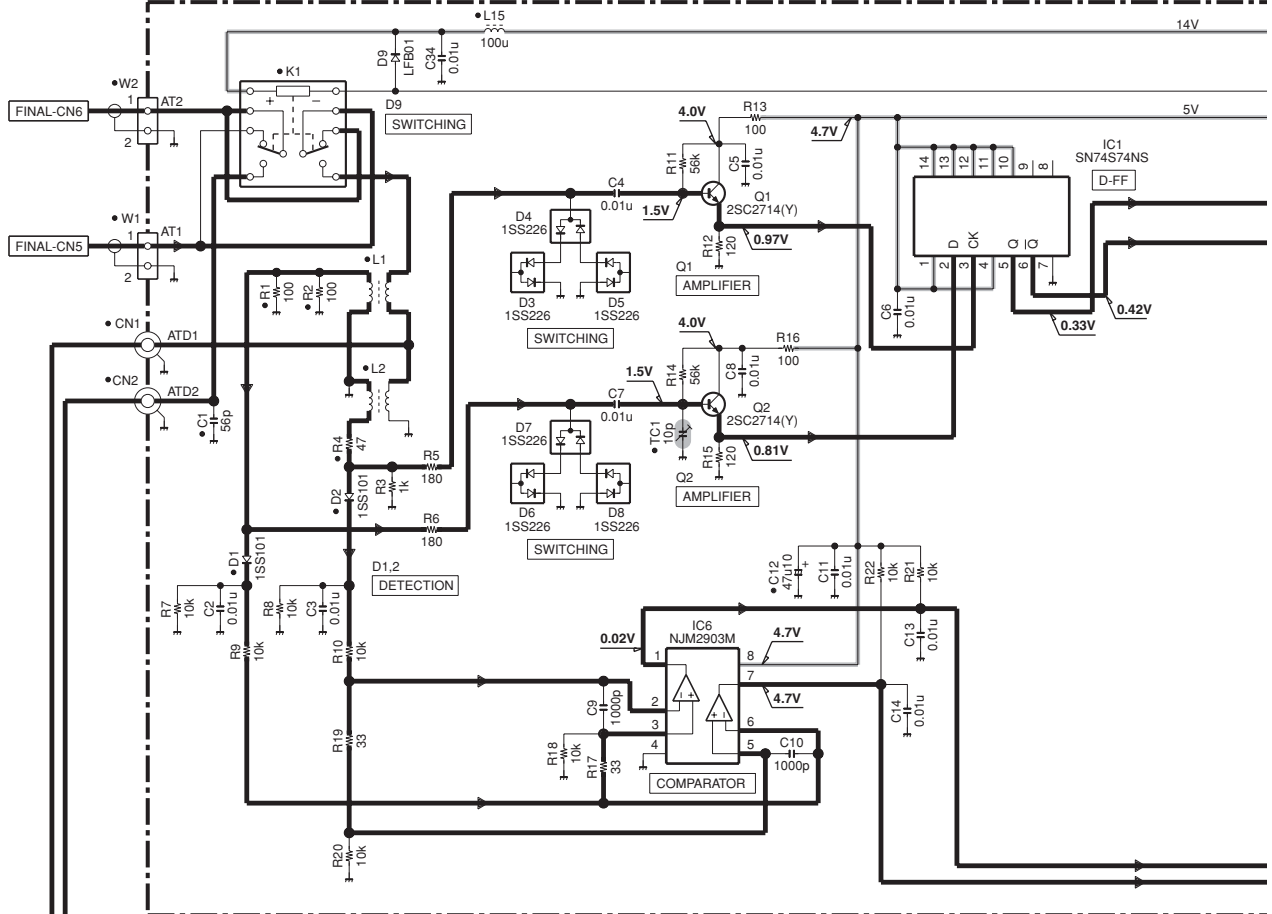 L15
100u
14V
D9
LFB01
C34
0.01u
K1
+ −
W2
1
AT2
FINAL-CN6
2
D9
SWITCHING
4.0V
R13
100
4.7V
5V
R11
56k
C5
0.01u
IC1
SN74S74NS
D-FF
14 13 12 11 10 9 8
C4
0.01u
1.5V
Q1
2SC2714(Y)
D4
1SS226
W1
1
AT1
FINAL-CN5
2
R12
120
0.97V
D CK Q Q
1 2 3 4 5 6 7
L1
R1
100
R2
100
D3
1SS226
D5
1SS226
Q1
AMPLIFIER
C6
0.01u
0.42V
0.33V
CN1
ATD1
SWITCHING
4.0V
R16
100
L2
CN2
ATD2
C1
56p
1.5V
R14
56k
C8
0.01u
C7
0.01u
Q2
2SC2714(Y)
D7
1SS226
TC1
10p
R4
47
R15
120
0.81V
R5
180
R3
1k
D2
1SS101
D6
1SS226
D8
1SS226
Q2
AMPLIFIER
R6
180
SWITCHING
D1
1SS101
D1,2
DETECTION
C12
47u10
+
C11
0.01u
R22
10k
R21
10k
R7
10k
C2
0.01u
R8
10k
C3
0.01u
R9
10k
R10
10k
0.02V
IC6
NJM2903M
4.7V
C13
0.01u
1
8
7
4.7V
2
− +
C9
1000p
+ −
C14
0.01u
3
6
R19
33
R18
10k
R17
33
4
5
C10
1000p
COMPARATOR
R20
10k